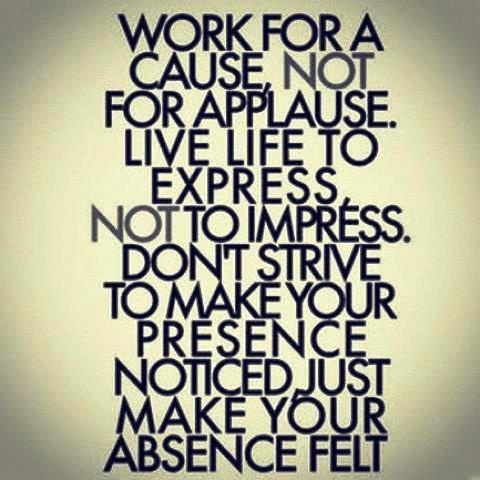 WORK FOR A
CAUSE, NOT
FOR APPLAUSE.
LIVE LIFE TO
EXPRESS,
NOT TO IMPRESS.
DON'T STRIVE
TO MAKE YOUR
PRESENCE
NOTICED, JUST
MAKE YOUR
ABSENCE FELT